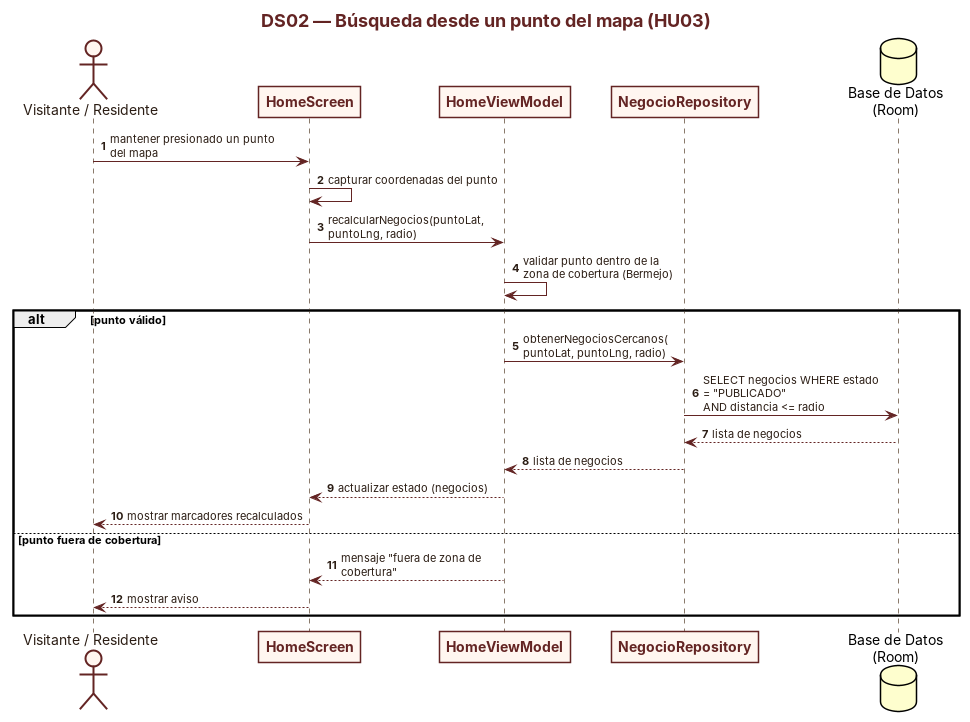 DS02 — Búsqueda desde un punto del mapa (HU03)
Visitante / Residente
HomeScreen
HomeViewModel
NegocioRepository
Base de Datos
(Room)
1 mantener presionado un punto
del mapa
2 capturar coordenadas del punto
3 recalcularNegocios(puntoLat,
puntoLng, radio)
4 validar punto dentro de la
zona de cobertura (Bermejo)
alt [punto válido]
5 obtenerNegociosCercanos(
puntoLat, puntoLng, radio)
6 SELECT negocios WHERE estado
= "PUBLICADO"
AND distancia <= radio
7 lista de negocios
8 lista de negocios
9 actualizar estado (negocios)
10 mostrar marcadores recalculados
[punto fuera de cobertura]
11 mensaje "fuera de zona de
cobertura"
12 mostrar aviso
Visitante / Residente
HomeScreen
HomeViewModel
NegocioRepository
Base de Datos
(Room)